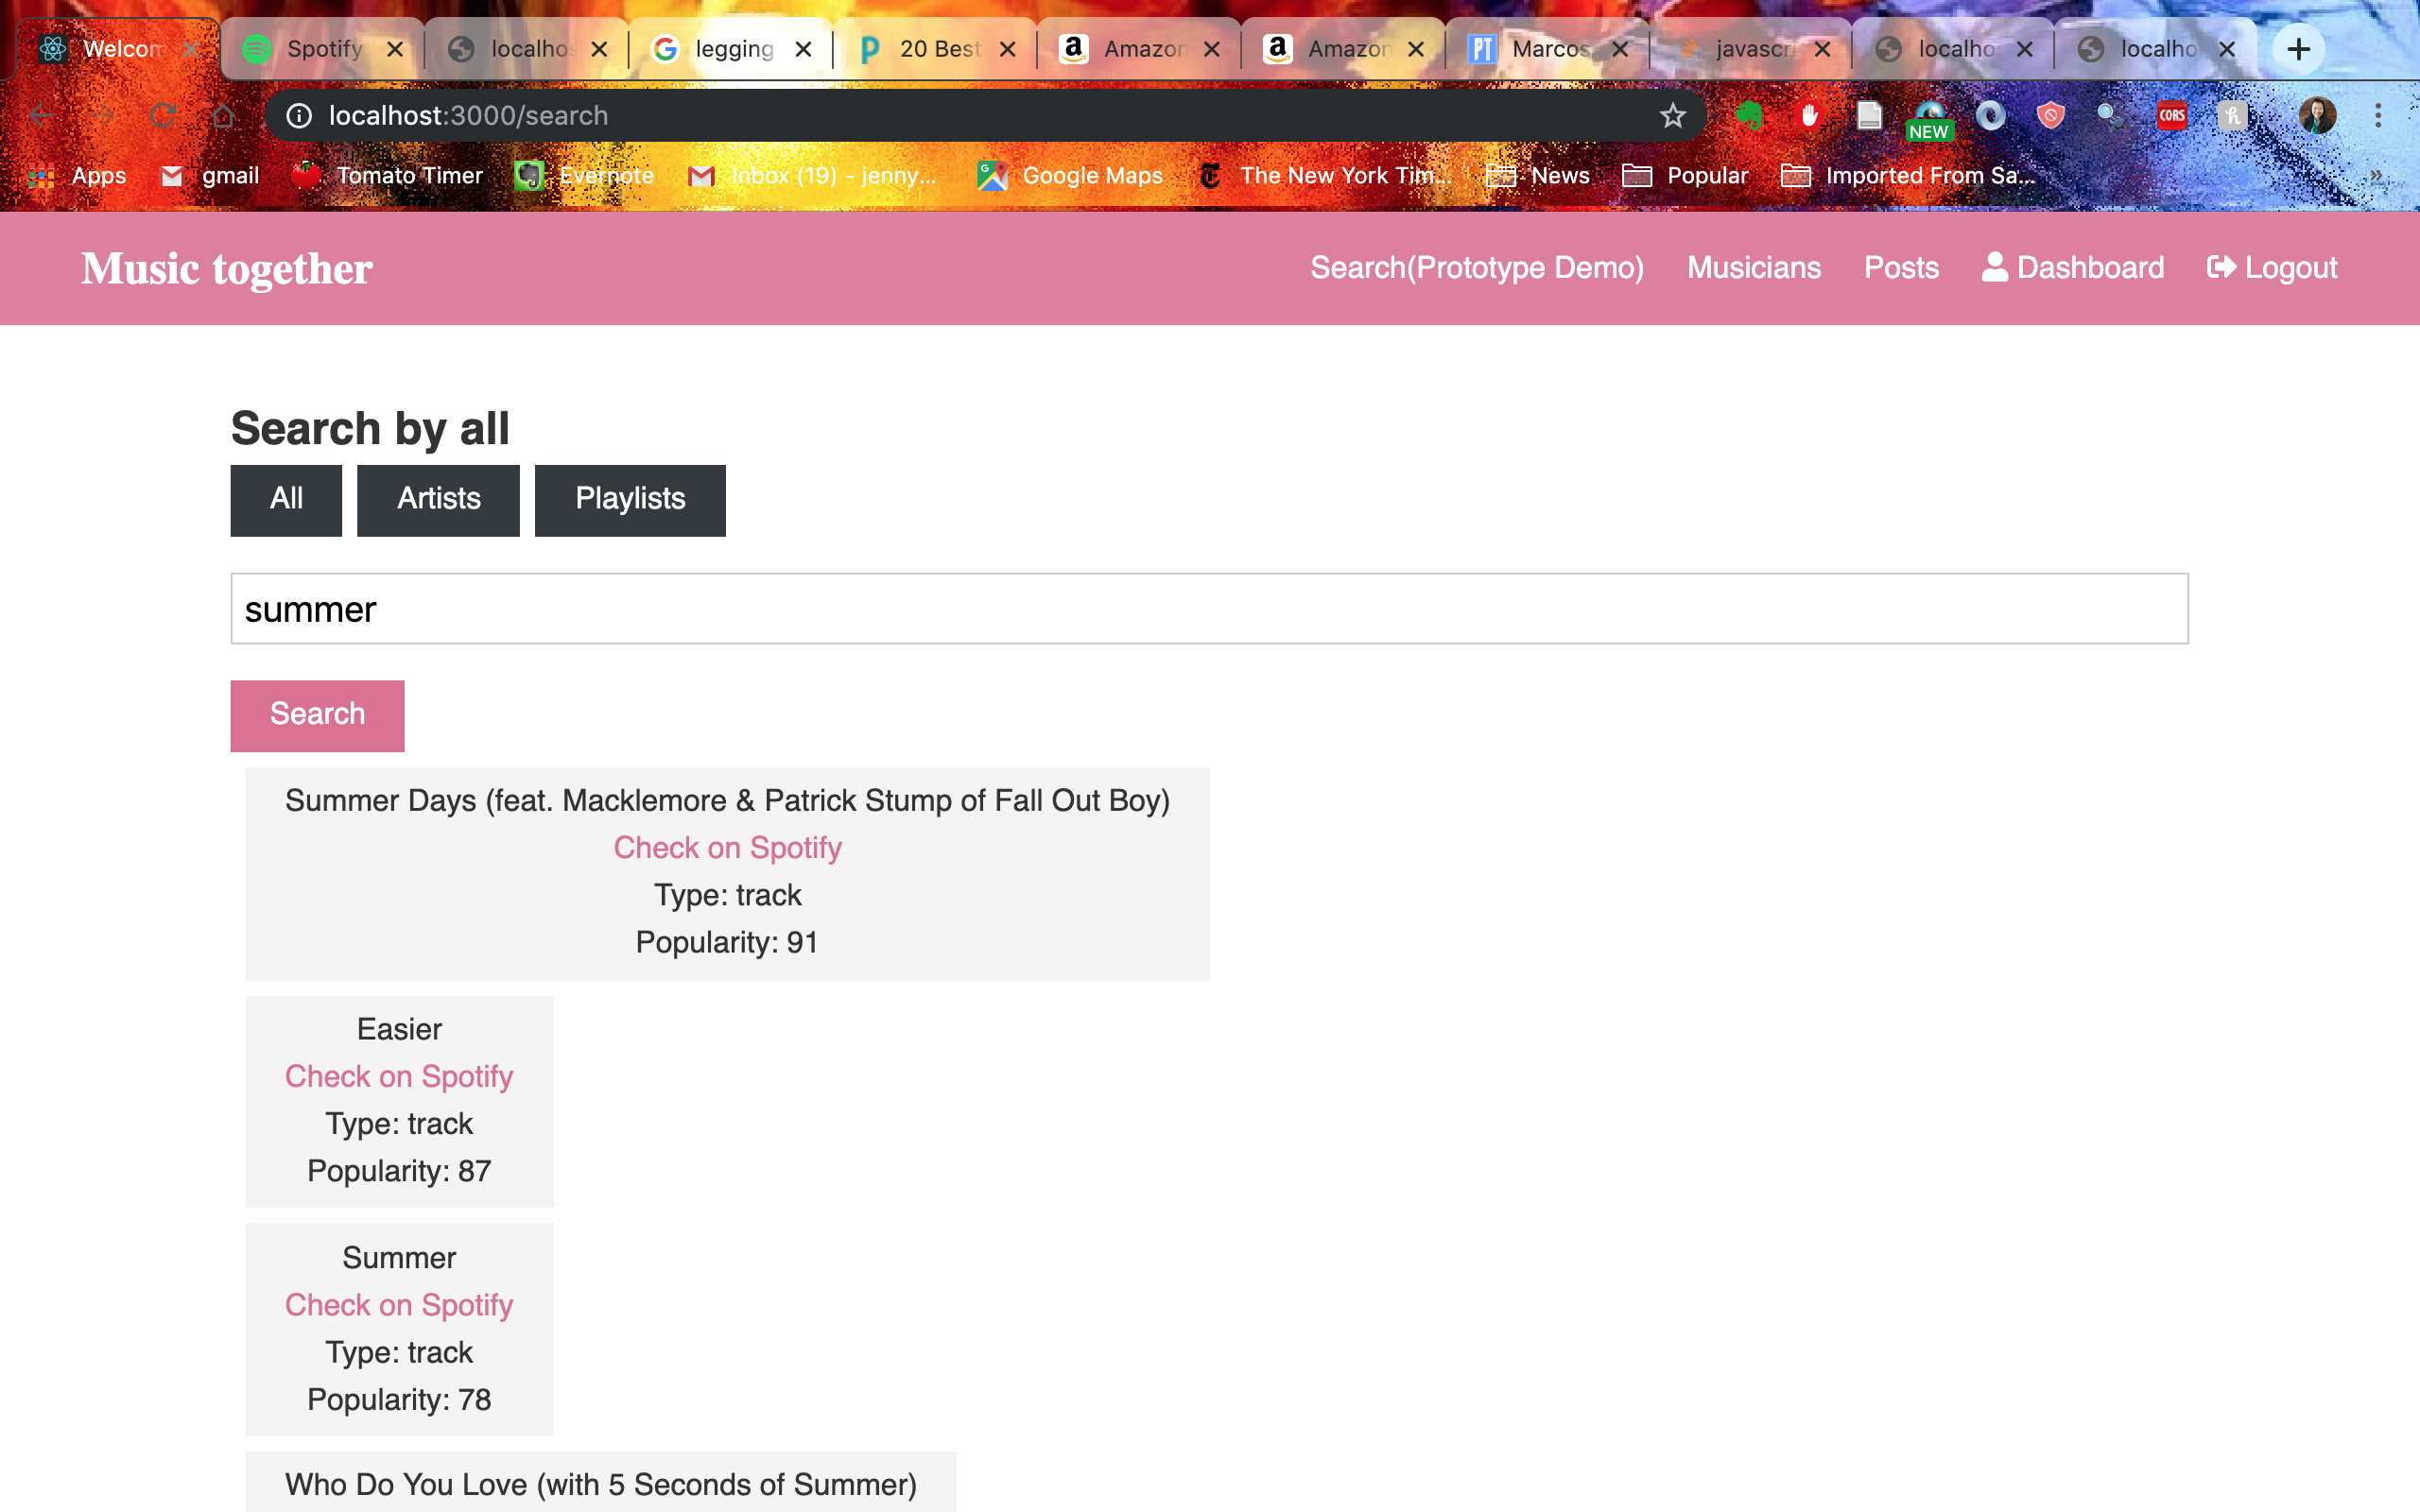 Welcom
Spotify
localhos
legging
20 Best
Amazon
Amazon
Marcos
javascri
localho
localho
localhost:3000/search
NEW
CORS
Apps
gmail
Tomato Timer
Evernote
Inbox (19) - jenny...
Google Maps
The New York Tim...
News
Popular
Imported From Sa...
Music together
Search(Prototype Demo)
Musicians
Posts
Dashboard
Logout
Search by all
All
Artists
Playlists
summer
Search
Summer Days (feat. Macklemore & Patrick Stump of Fall Out Boy)
Check on Spotify
Type: track
Popularity: 91
Easier
Check on Spotify
Type: track
Popularity: 87
Summer
Check on Spotify
Type: track
Popularity: 78
Who Do You Love (with 5 Seconds of Summer)